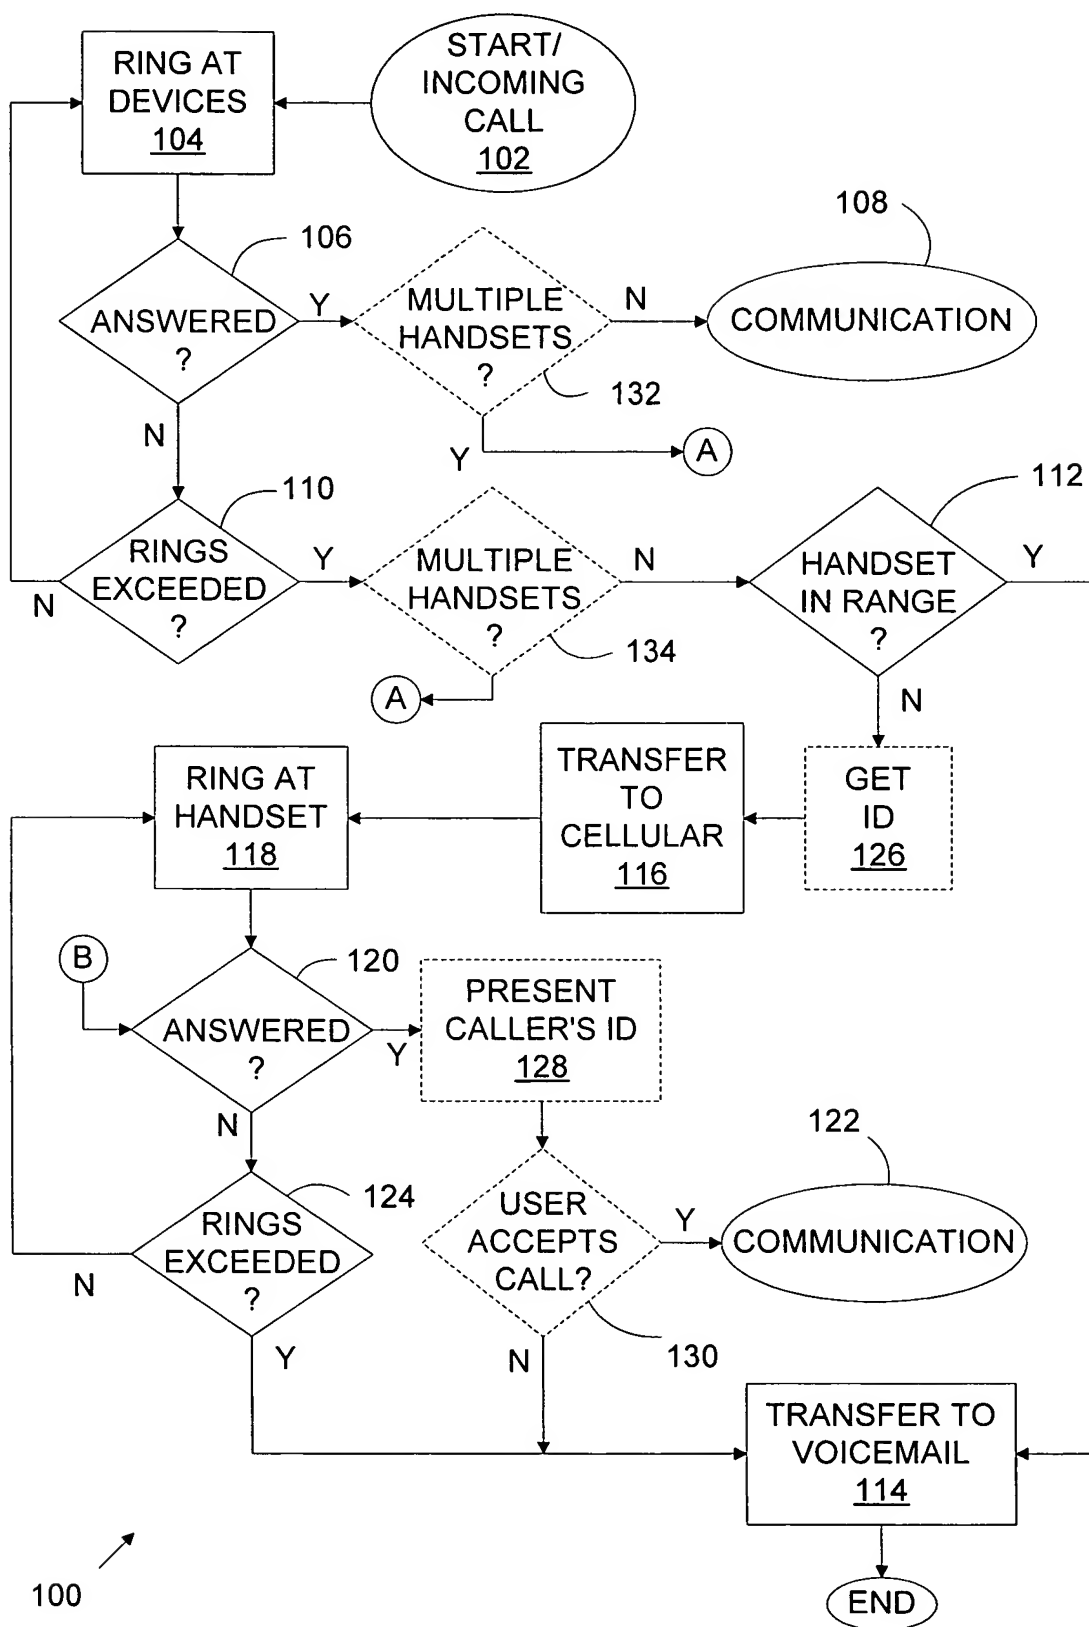 START/
INCOMING
CALL
102
RING AT
DEVICES
104
108
106
ANSWERED
?
Y
MULTIPLE
HANDSETS
?
N
COMMUNICATION
132
N
Y
A
110
112
RINGS
EXCEEDED
?
Y
N
MULTIPLE
HANDSETS
?
N
HANDSET
IN RANGE
?
Y
134
A
N
RING AT
HANDSET
118
TRANSFER
TO
CELLULAR
116
GET
ID
126
B
120
ANSWERED
?
Y
PRESENT
CALLER'S ID
128
N
122
124
RINGS
EXCEEDED
?
N
USER
ACCEPTS
CALL?
Y
COMMUNICATION
Y
N
130
TRANSFER TO
VOICEMAIL
114
100
END